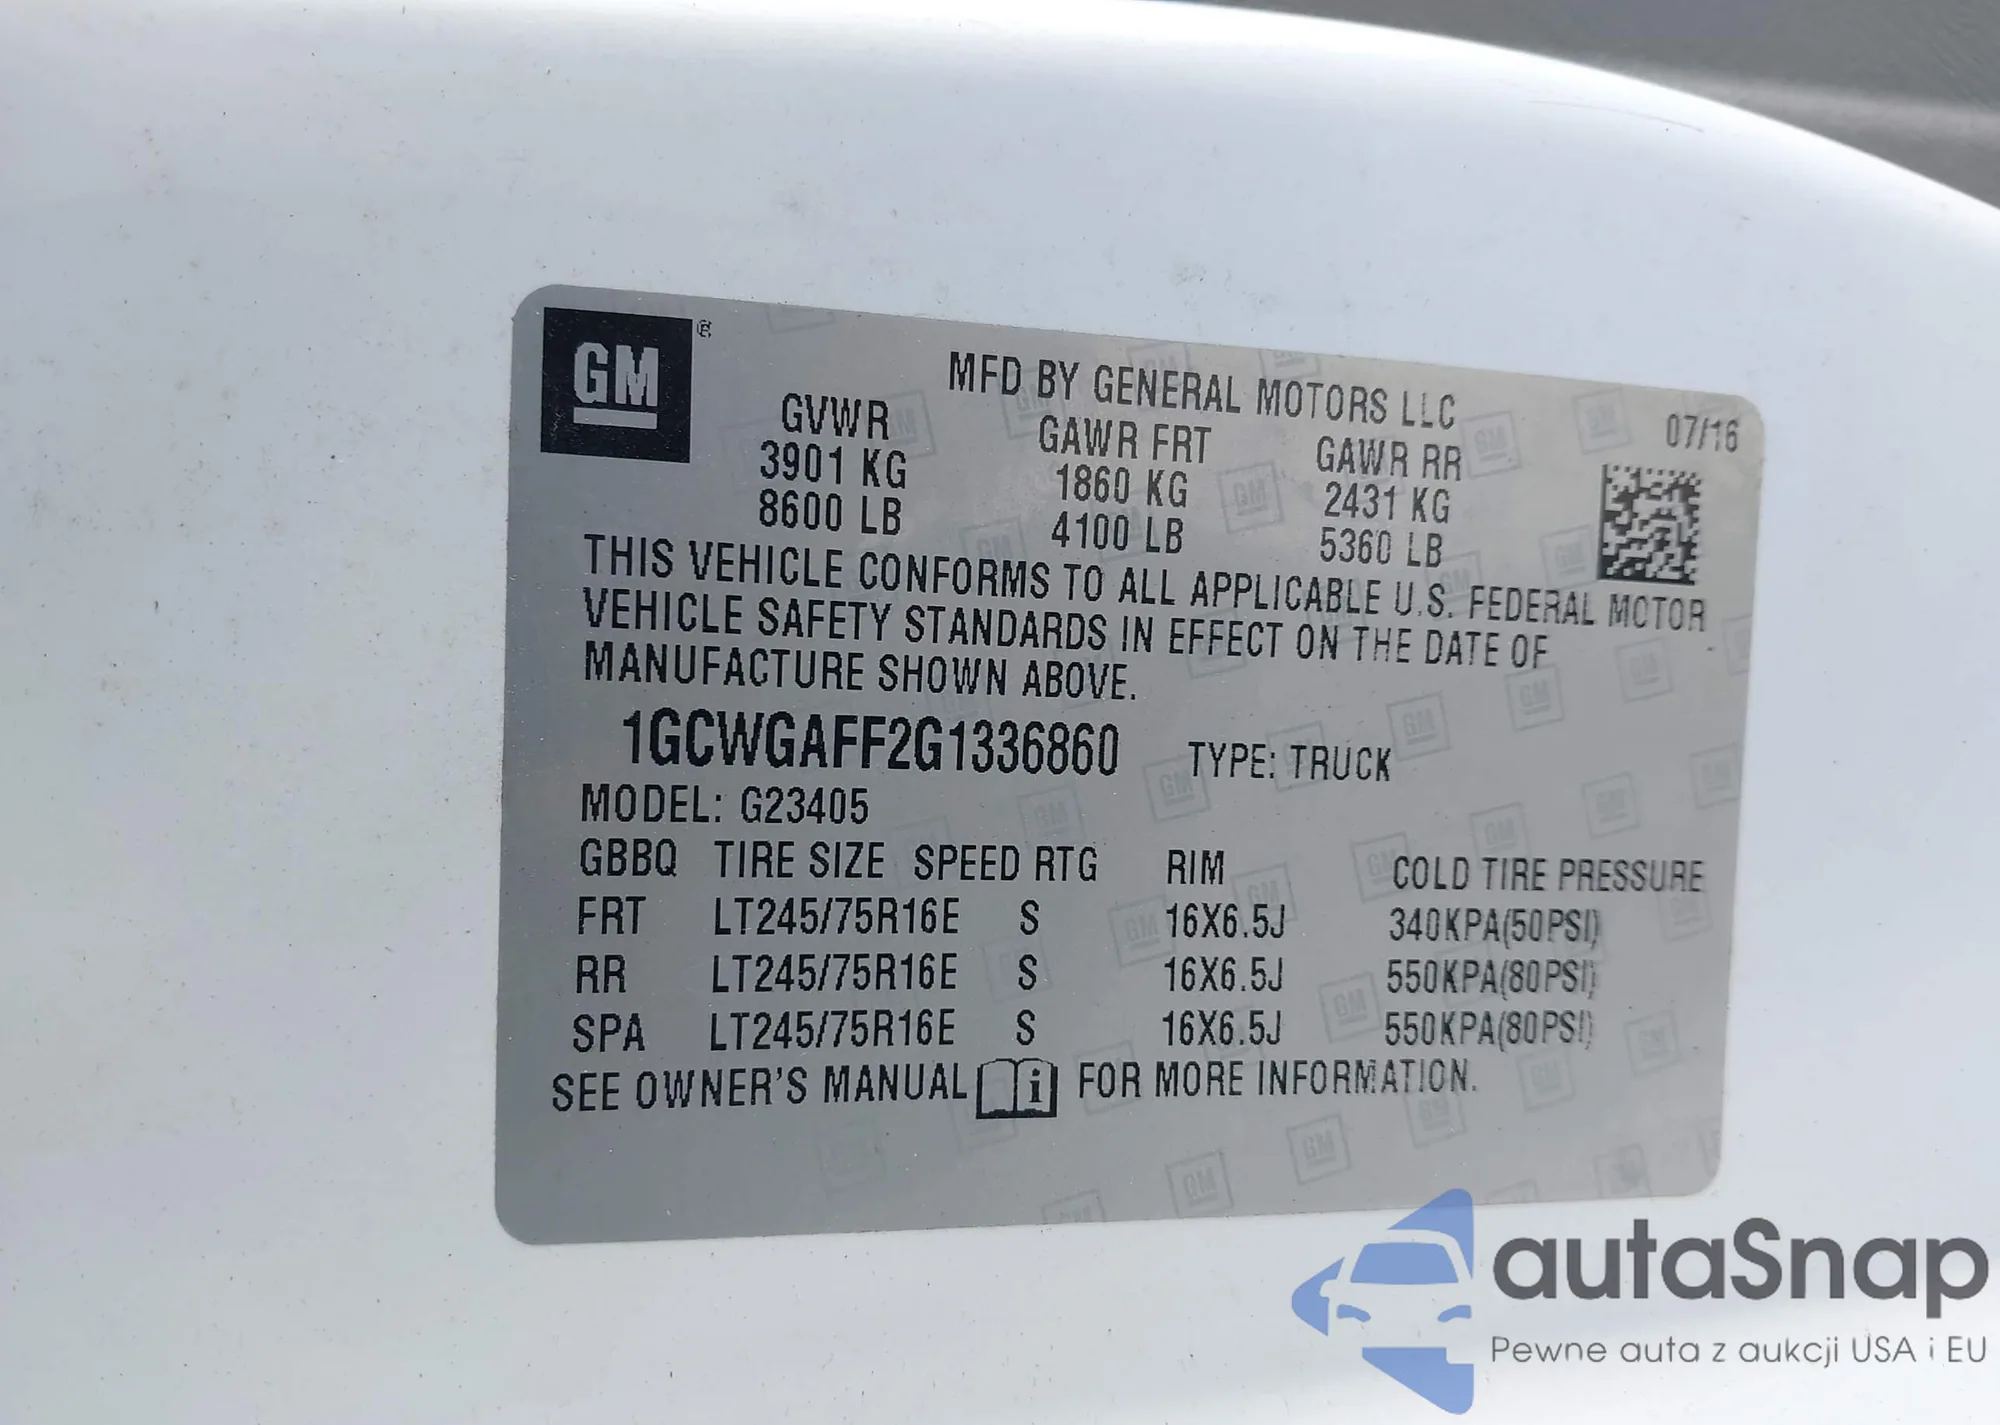 GM ®
MFD BY GENERAL MOTORS LLC
07/16
GVWR GAWR FRT GAWR RR
3901 KG 1860 KG 2431 KG
8600 LB 4100 LB 5360 LB
THIS VEHICLE CONFORMS TO ALL APPLICABLE U.S. FEDERAL MOTOR
VEHICLE SAFETY STANDARDS IN EFFECT ON THE DATE OF
MANUFACTURE SHOWN ABOVE.
1GCWGAFF2G1336860 TYPE: TRUCK
MODEL: G23405
GBBQ TIRE SIZE SPEED RTG RIM COLD TIRE PRESSURE
FRT LT245/75R16E S 16X6.5J 340KPA(50PSI)
RR LT245/75R16E S 16X6.5J 550KPA(80PSI)
SPA LT245/75R16E S 16X6.5J 550KPA(80PSI)
SEE OWNER'S MANUAL i FOR MORE INFORMATION.
autaSnap
Pewne auta z aukcji USA i EU